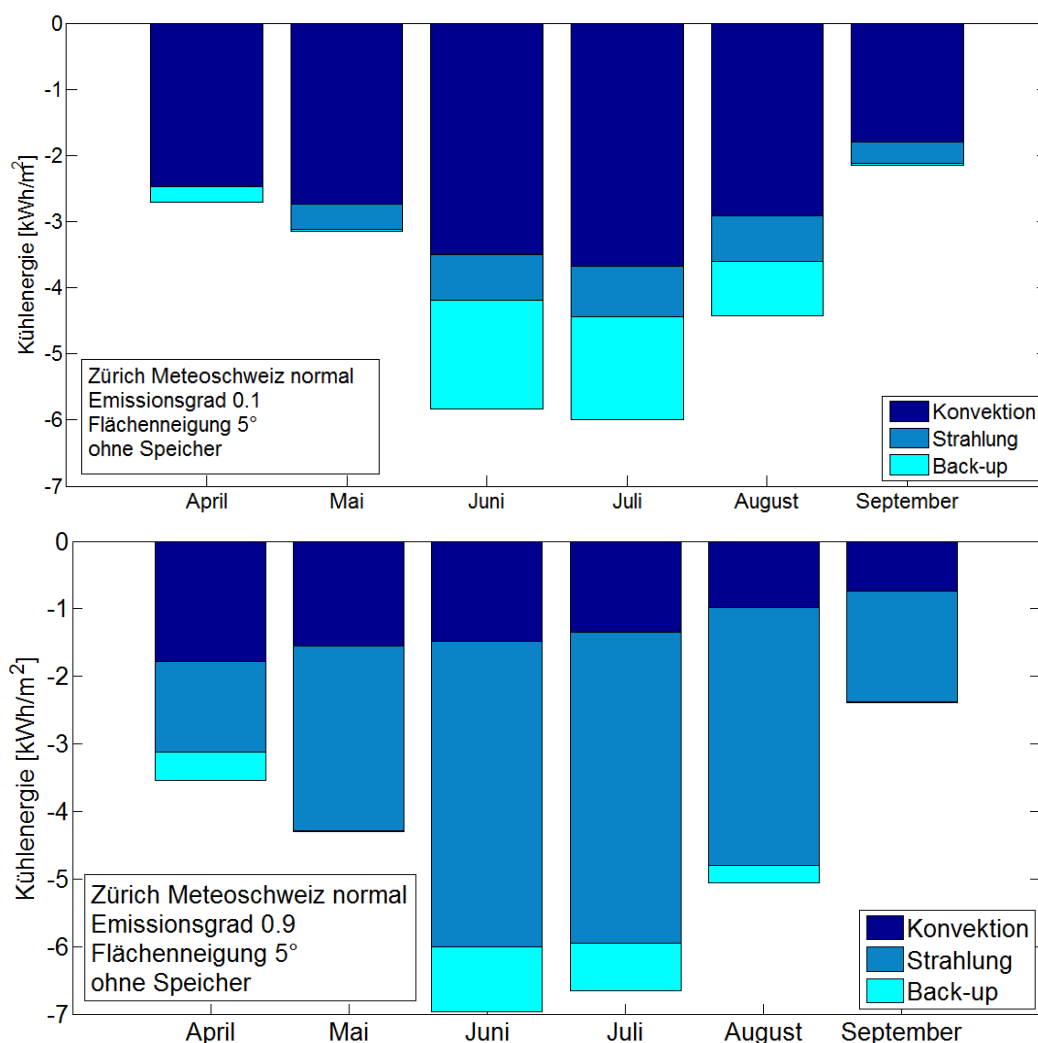 0
-1
-2
-3
-4
-5
-6
-7
Kühlenergie [kWh/m²]
Zürich Meteoschweiz normal
Emissionsgrad 0.1
Flächenneigung 5°
ohne Speicher
Konvektion
Strahlung
Back-up
April Mai Juni Juli August September
0
-1
-2
-3
-4
-5
-6
-7
Kühlenergie [kWh/m²]
Zürich Meteoschweiz normal
Emissionsgrad 0.9
Flächenneigung 5°
ohne Speicher
Konvektion
Strahlung
Back-up
April Mai Juni Juli August September